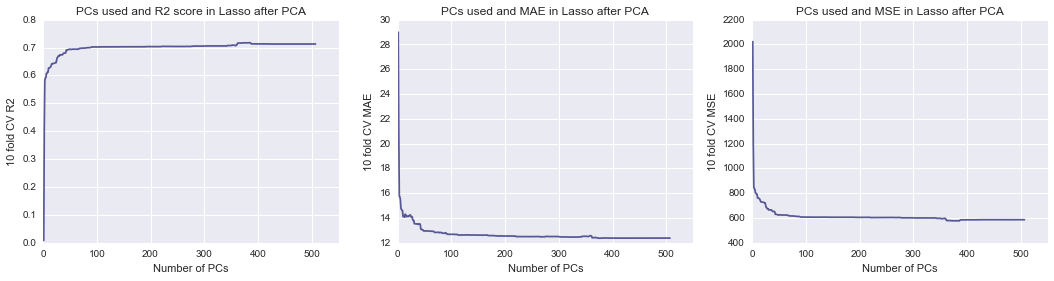 PCs used and R2 score in Lasso after PCA
0.8
0.7
0.6
0.5
0.4
0.3
0.2
0.1
0.0
10 fold CV R2
0 100 200 300 400 500
Number of PCs
PCs used and MAE in Lasso after PCA
30
28
26
24
22
20
18
16
14
12
10 fold CV MAE
0 100 200 300 400 500
Number of PCs
PCs used and MSE in Lasso after PCA
2200
2000
1800
1600
1400
1200
1000
800
600
400
10 fold CV MSE
0 100 200 300 400 500
Number of PCs